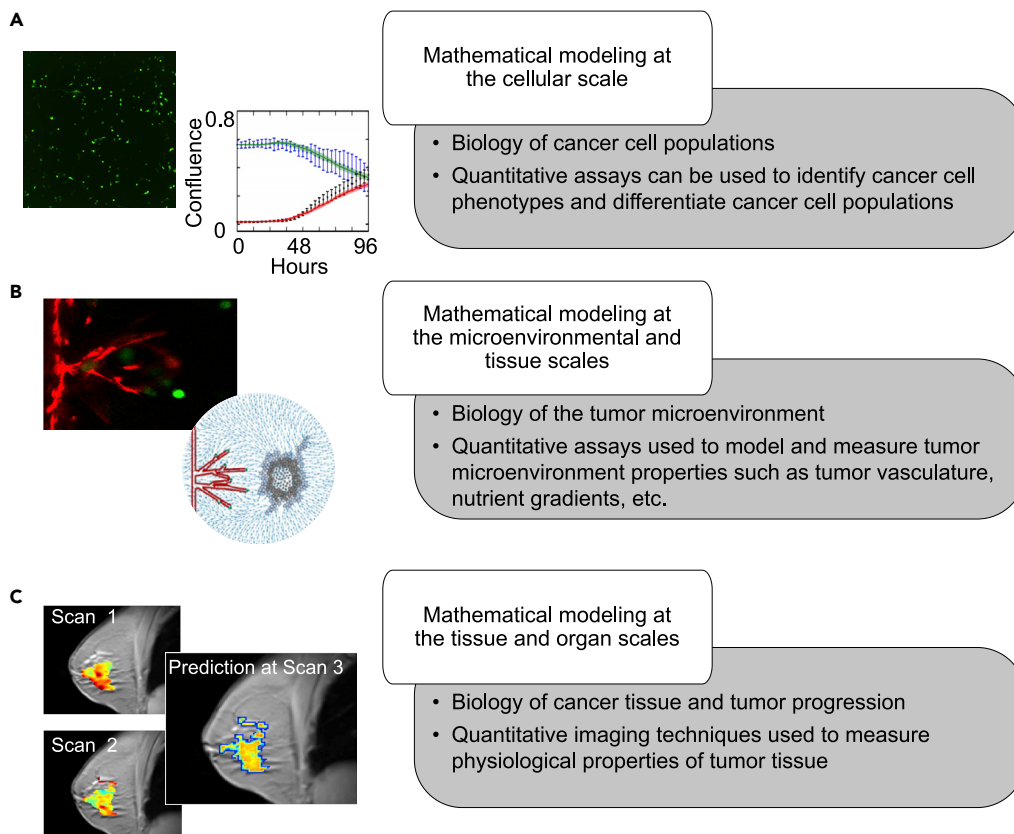 A
0.8
Confluence
0
0
48
96
Hours
Mathematical modeling at
the cellular scale
• Biology of cancer cell populations
• Quantitative assays can be used to identify cancer cell
phenotypes and differentiate cancer cell populations
B
Mathematical modeling at
the microenvironmental and
tissue scales
• Biology of the tumor microenvironment
• Quantitative assays used to model and measure tumor
microenvironment properties such as tumor vasculature,
nutrient gradients, etc.
C
Scan 1
Scan 2
Prediction at Scan 3
Mathematical modeling at
the tissue and organ scales
• Biology of cancer tissue and tumor progression
• Quantitative imaging techniques used to measure
physiological properties of tumor tissue